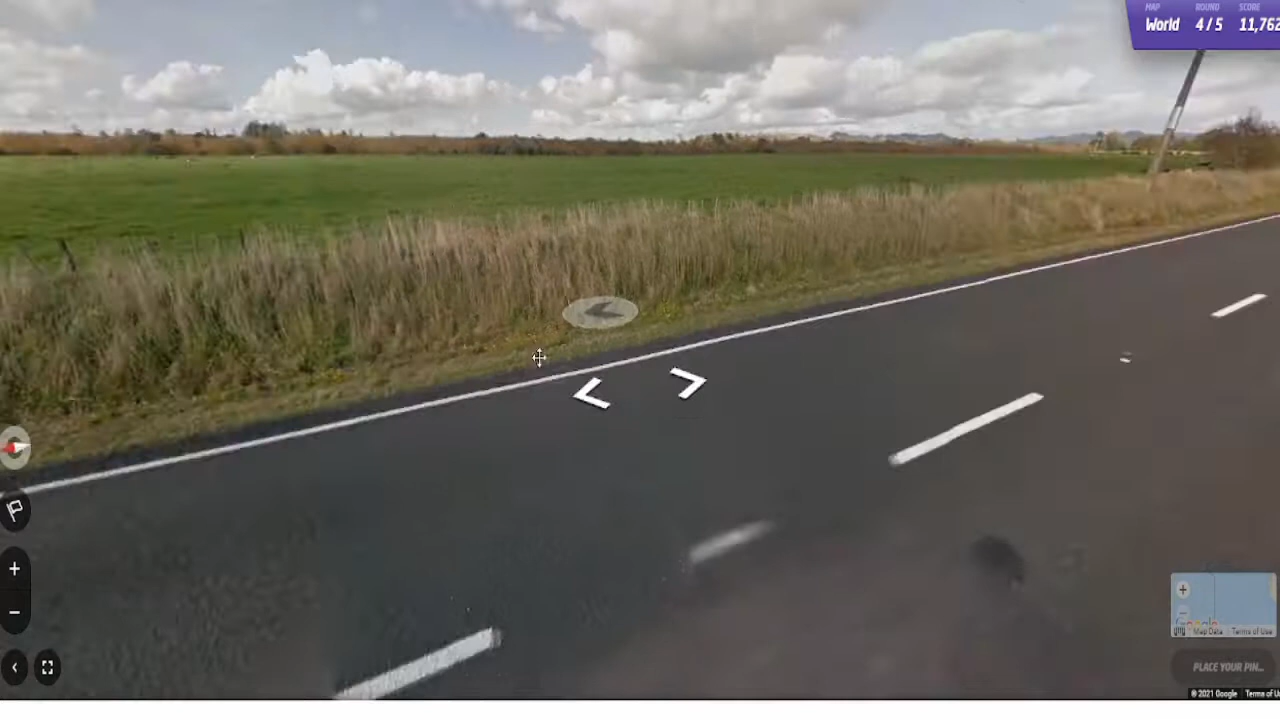 MAP ROUND SCORE
World 4 / 5 11,762
Google
Map Data Terms of Use
PLACE YOUR PIN...
© 2021 Google Terms of U